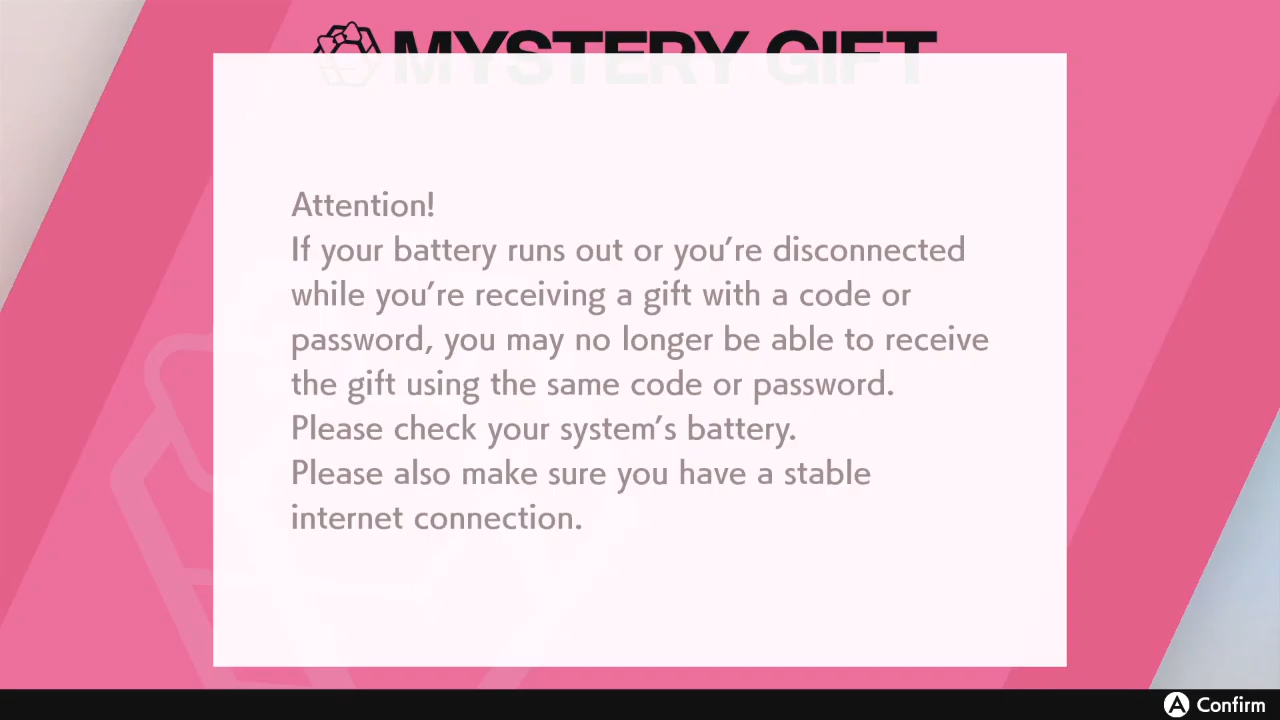 MYSTERY GIFT
Attention!
If your battery runs out or you’re disconnected
while you’re receiving a gift with a code or
password, you may no longer be able to receive
the gift using the same code or password.
Please check your system’s battery.
Please also make sure you have a stable
internet connection.
A Confirm